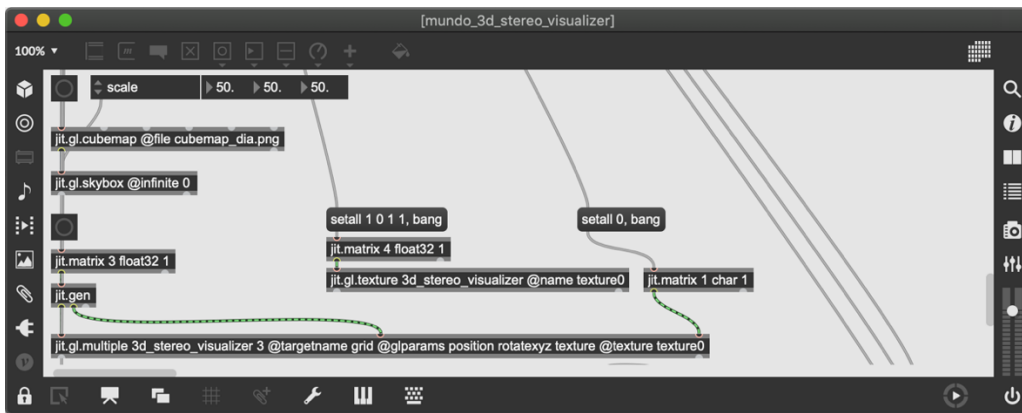 [mundo_3d_stereo_visualizer]
100%
scale 50. 50. 50.
jit.gl.cubemap @file cubemap_dia.png
jit.gl.skybox @infinite 0
setall 1 0 1 1, bang
setall 0, bang
jit.matrix 3 float32 1
jit.matrix 4 float32 1
jit.gl.texture 3d_stereo_visualizer @name texture0
jit.matrix 1 char 1
jit.gen
jit.gl.multiple 3d_stereo_visualizer 3 @targetname grid @glparams position rotatexyz texture @texture texture0